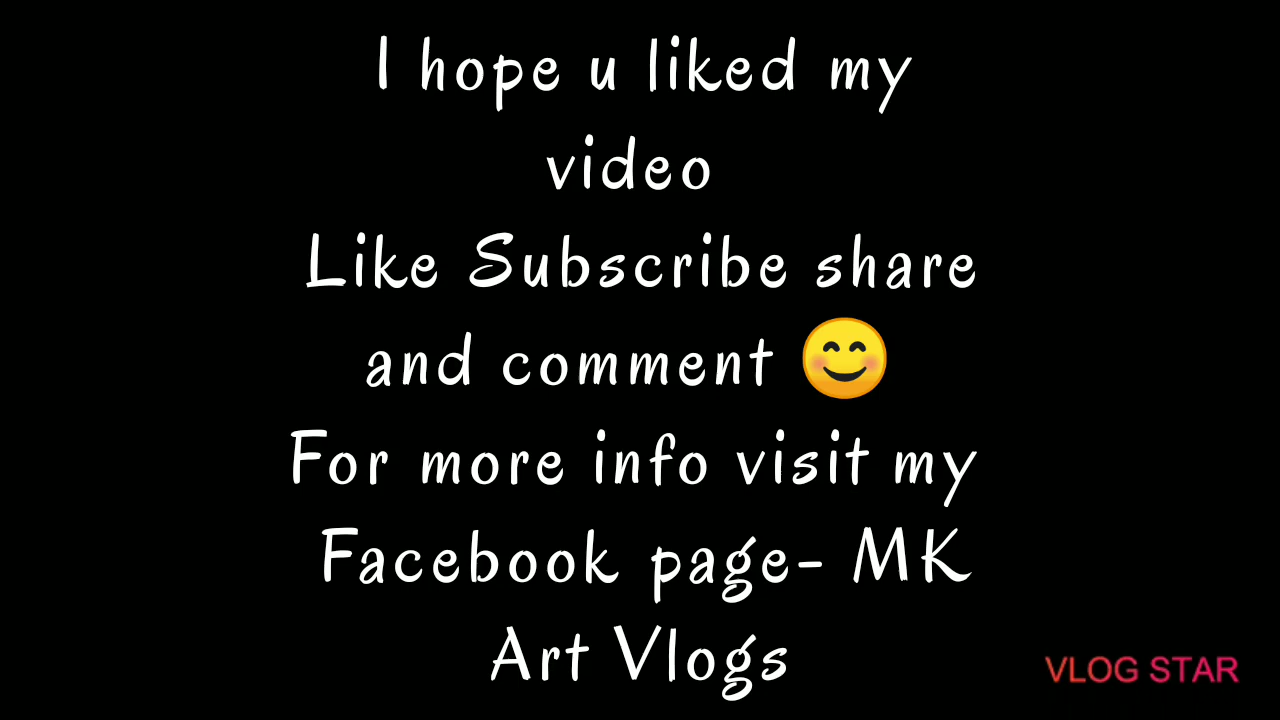 I hope u liked my
video
Like Subscribe share
and comment 😊
For more info visit my
Facebook page- MK
Art Vlogs
VLOG STAR